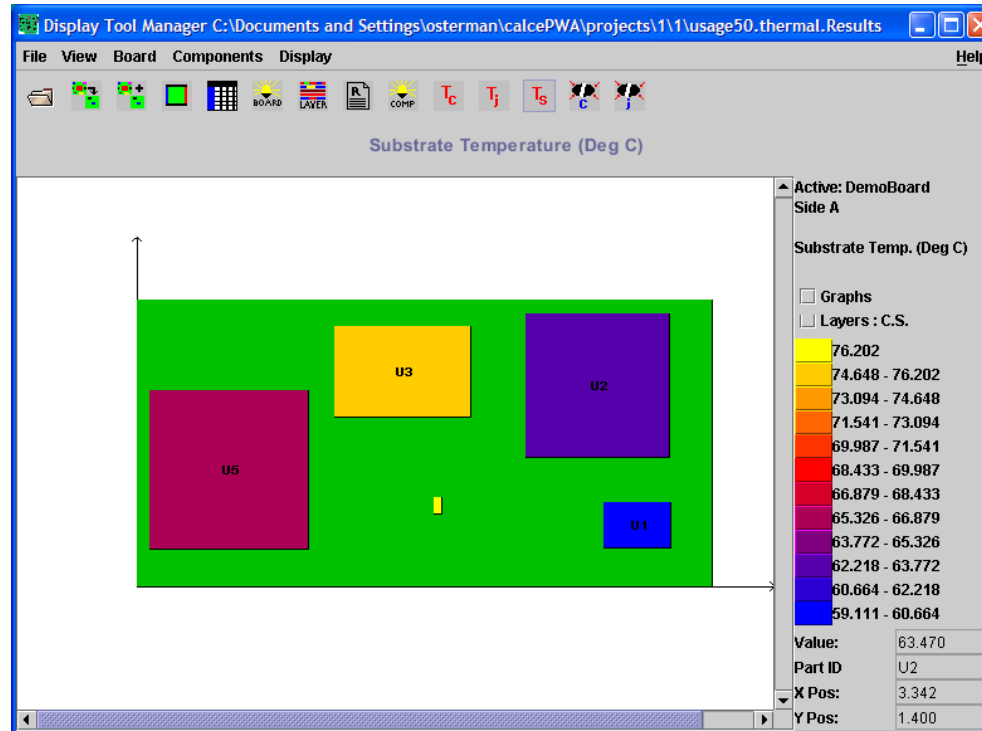 Display Tool Manager C:\Documents and Settings\osterman\calcePWA\projects\1\1\usage50.thermal.Results
File View Board Components Display Help
BOARD LAYER R COMP Tc Tj Ts C j
Substrate Temperature (Deg C)
Active: DemoBoard
Side A
Substrate Temp. (Deg C)
Graphs
Layers : C.S.
76.202
74.648 - 76.202
73.094 - 74.648
71.541 - 73.094
69.987 - 71.541
68.433 - 69.987
66.879 - 68.433
65.326 - 66.879
63.772 - 65.326
62.218 - 63.772
60.664 - 62.218
59.111 - 60.664
Value: 63.470
Part ID U2
X Pos: 3.342
Y Pos: 1.400
U3
U2
U5
U1